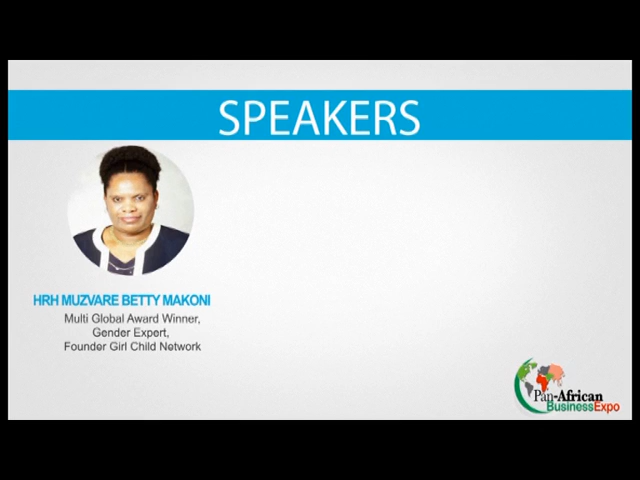 SPEAKERS
HRH MUZVARE BETTY MAKONI
Multi Global Award Winner,
Gender Expert,
Founder Girl Child Network
Pan-African
BusinessExpo